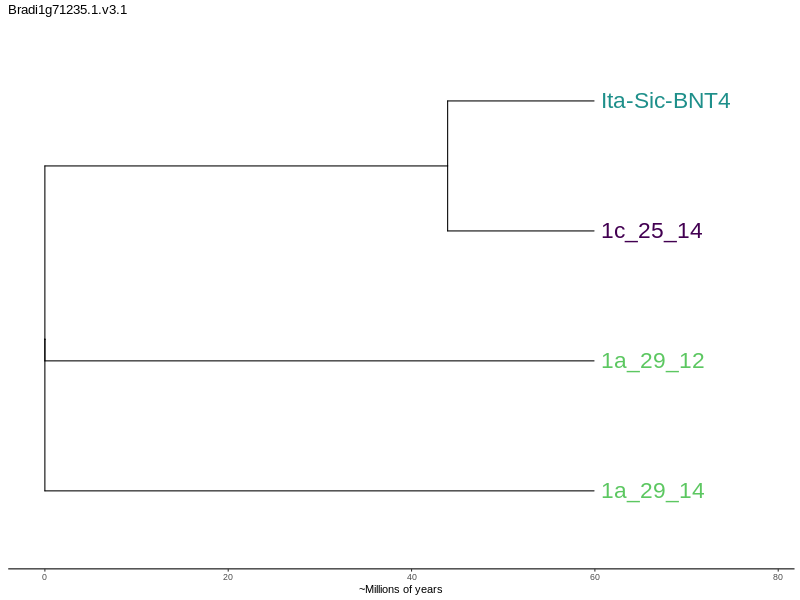 Bradi1g71235.1.v3.1
Ita-Sic-BNT4
1c_25_14
1a_29_12
1a_29_14
0 20 40 60 80
~Millions of years